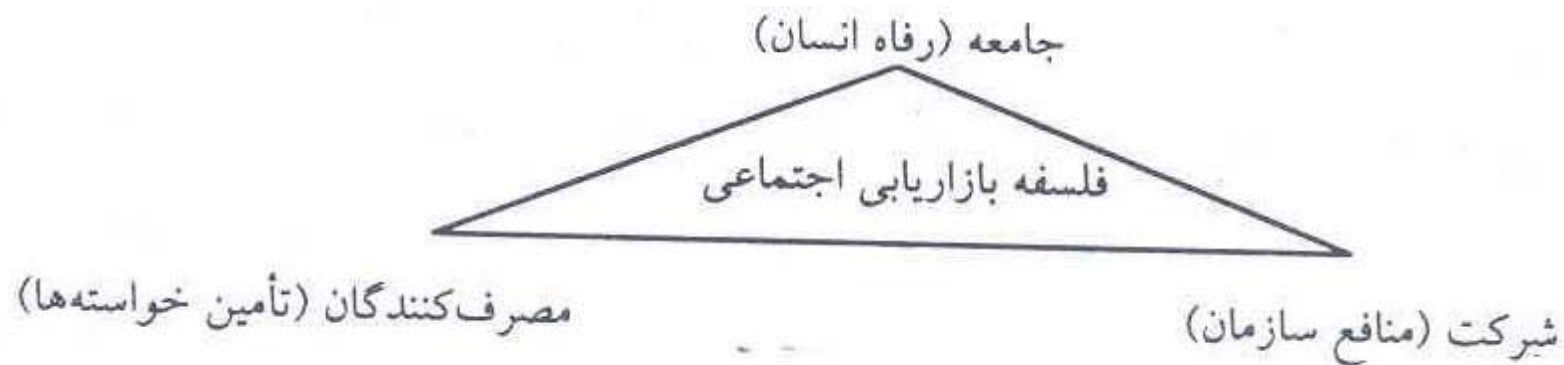 جامعه (رفاه انسان)
فلسفه بازاریابی اجتماعی
شرکت (منافع سازمان)
مصرف‌کنندگان (تأمین خواسته‌ها)